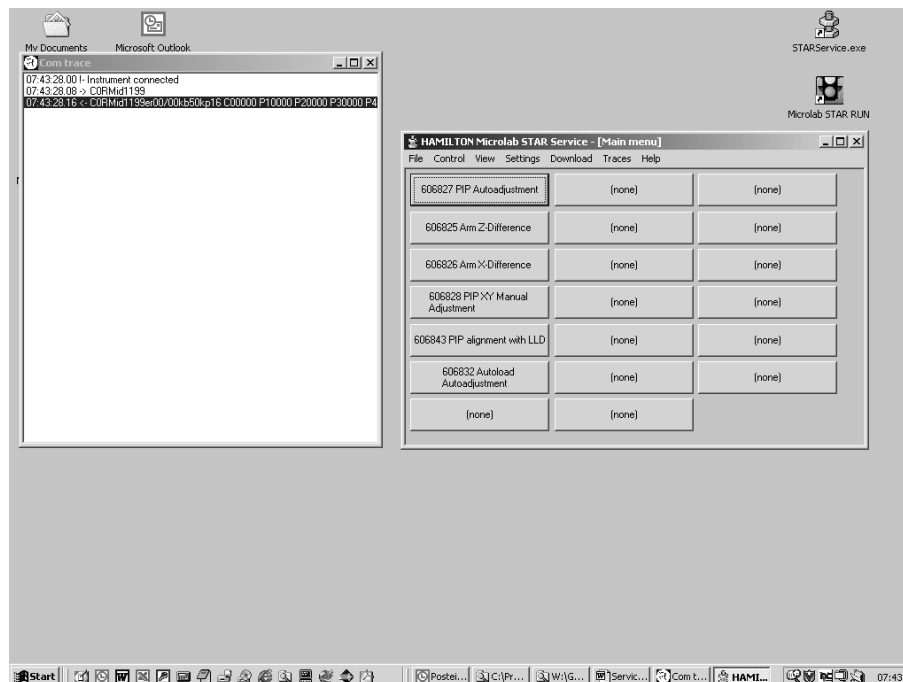 My Documents
Microsoft Outlook
STARService.exe
Microlab STAR RUN
Com trace
07:43:28.00 !- Instrument connected
07:43:28.08 -> C0RMid1199
07:43:28.16 <- C0RMid1199er00/00kb50kp16 C00000 P10000 P20000 P30000 P4
HAMILTON Microlab STAR Service - [Main menu]
File Control View Settings Download Traces Help
606827 PIP Autoadjustment
(none)
(none)
606825 Arm Z-Difference
(none)
(none)
606826 Arm X-Difference
(none)
(none)
606828 PIP XY Manual
Adjustment
(none)
(none)
606843 PIP alignment with LLD
(none)
(none)
606832 Autoload
Autoadjustment
(none)
(none)
(none)
(none)
Start
Postei...
C:\Pr...
W:\G...
Servic...
Com t...
HAMI...
07:43